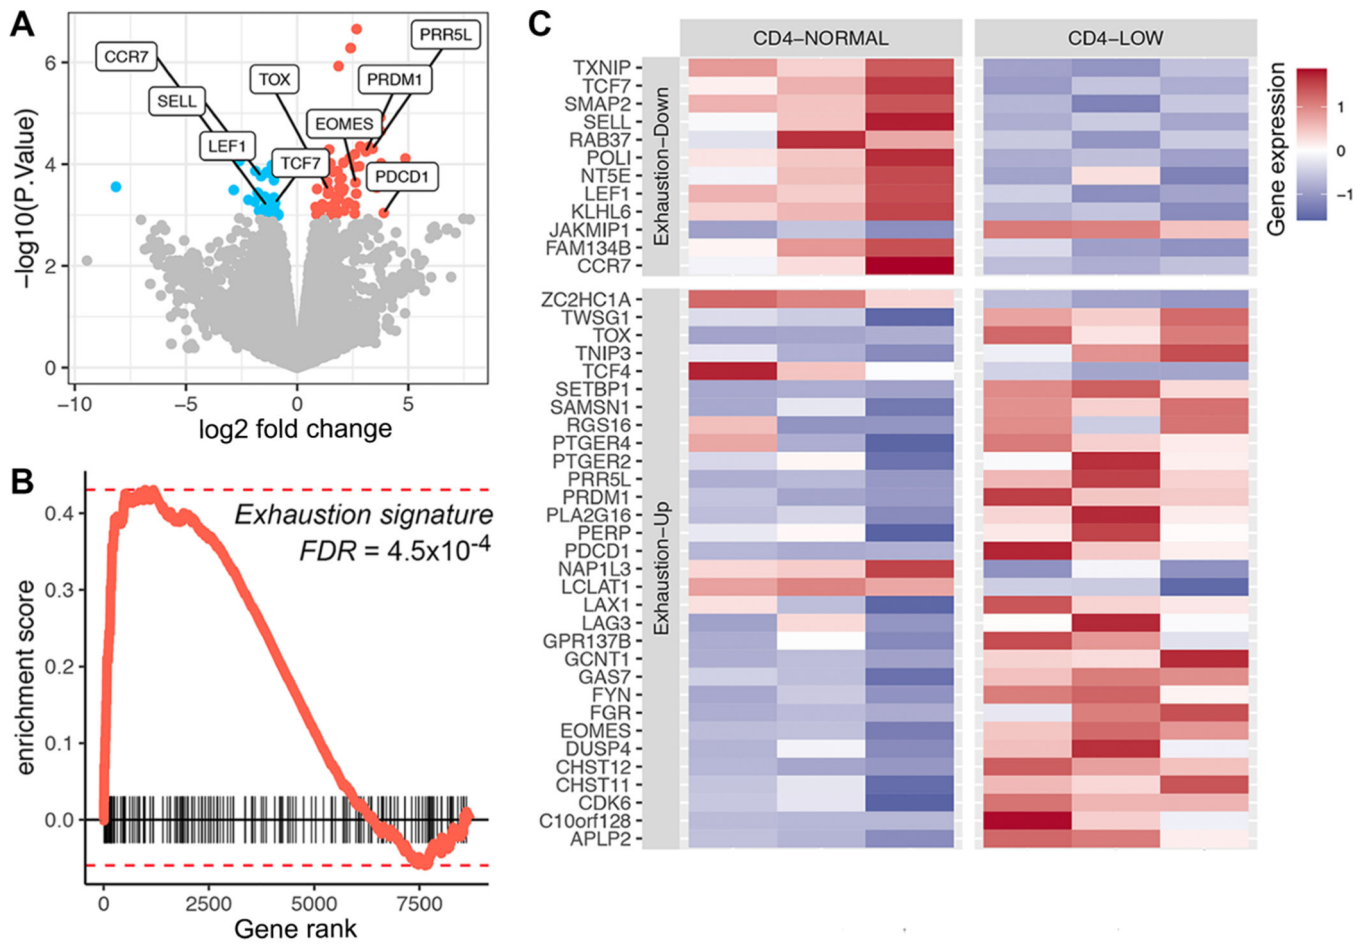 A
CCR7
SELL
LEF1
TOX
TCF7
EOMES
PRDM1
PRR5L
PDCD1
−log10(P.Value)
6
4
2
0
−10
−5
0
5
log2 fold change
B
Exhaustion signature
FDR = 4.5x10-4
enrichment score
0.4
0.3
0.2
0.1
0.0
0
2500
5000
7500
Gene rank
C
CD4−NORMAL
CD4−LOW
Exhaustion−Down
TXNIP
TCF7
SMAP2
SELL
RAB37
POLI
NT5E
LEF1
KLHL6
JAKMIP1
FAM134B
CCR7
Exhaustion−Up
ZC2HC1A
TWSG1
TOX
TNIP3
TCF4
SETBP1
SAMSN1
RGS16
PTGER4
PTGER2
PRR5L
PRDM1
PLA2G16
PERP
PDCD1
NAP1L3
LCLAT1
LAX1
LAG3
GPR137B
GCNT1
GAS7
FYN
FGR
EOMES
DUSP4
CHST12
CHST11
CDK6
C10orf128
APLP2
Gene expression
1
0
−1